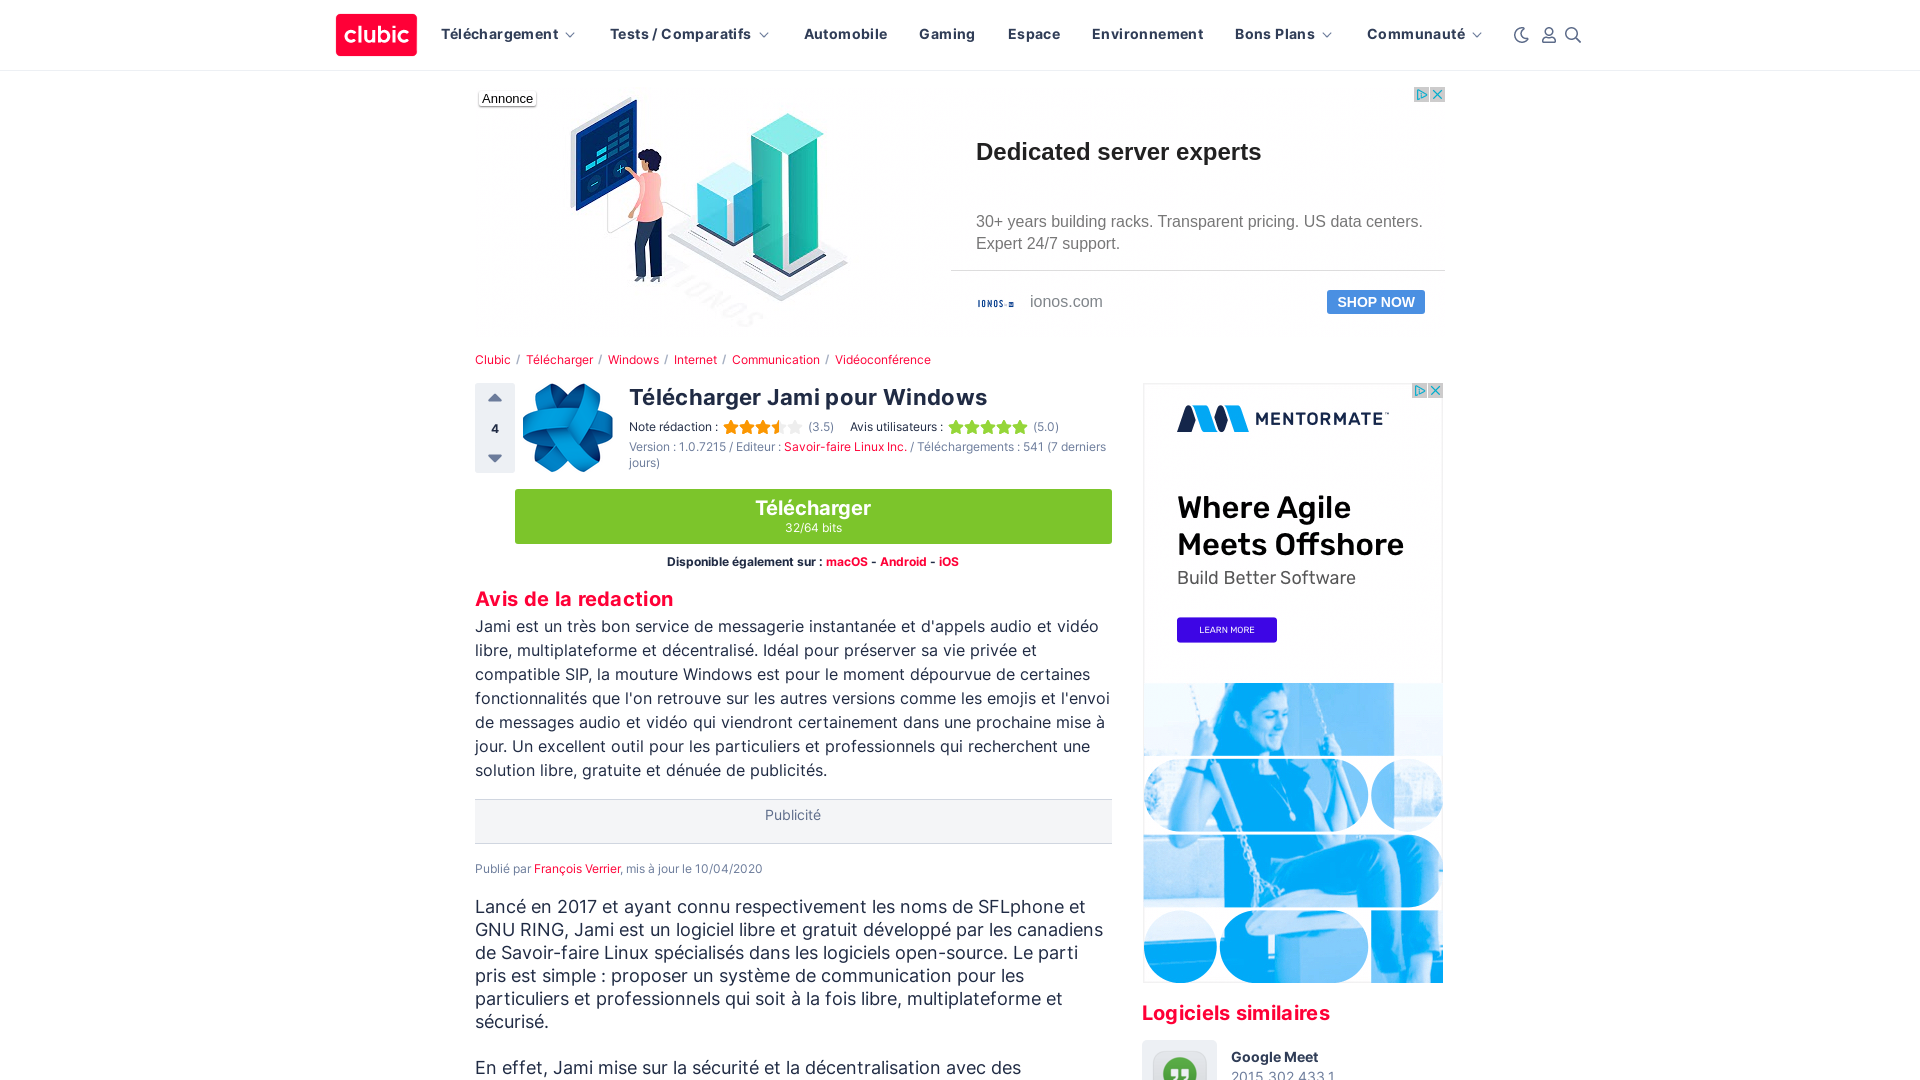 clubic
Téléchargement
Tests / Comparatifs
Automobile
Gaming
Espace
Environnement
Bons Plans
Communauté
Annonce
Dedicated server experts
30+ years building racks. Transparent pricing. US data centers.
Expert 24/7 support.
IONOS
ionos.com
SHOP NOW
IONOS
Clubic / Télécharger / Windows / Internet / Communication / Vidéoconférence
4
Télécharger Jami pour Windows
Note rédaction : (3.5) Avis utilisateurs : (5.0)
Version : 1.0.7215 / Editeur : Savoir-faire Linux Inc. / Téléchargements : 541 (7 derniers
jours)
Télécharger
32/64 bits
Disponible également sur : macOS - Android - iOS
Avis de la redaction
Jami est un très bon service de messagerie instantanée et d'appels audio et vidéo
libre, multiplateforme et décentralisé. Idéal pour préserver sa vie privée et
compatible SIP, la mouture Windows est pour le moment dépourvue de certaines
fonctionnalités que l'on retrouve sur les autres versions comme les emojis et l'envoi
de messages audio et vidéo qui viendront certainement dans une prochaine mise à
jour. Un excellent outil pour les particuliers et professionnels qui recherchent une
solution libre, gratuite et dénuée de publicités.
Publicité
Publié par François Verrier, mis à jour le 10/04/2020
Lancé en 2017 et ayant connu respectivement les noms de SFLphone et
GNU RING, Jami est un logiciel libre et gratuit développé par les canadiens
de Savoir-faire Linux spécialisés dans les logiciels open-source. Le parti
pris est simple : proposer un système de communication pour les
particuliers et professionnels qui soit à la fois libre, multiplateforme et
sécurisé.
En effet, Jami mise sur la sécurité et la décentralisation avec des
MENTORMATE™
Where Agile
Meets Offshore
Build Better Software
LEARN MORE
Logiciels similaires
Google Meet
2015.302.433.1